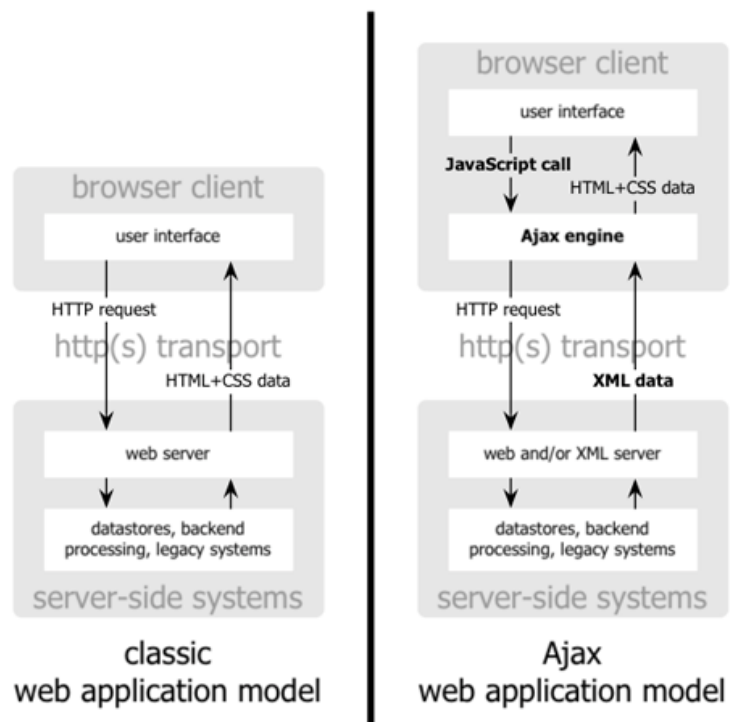 browser client
user interface
HTTP request
http(s) transport
HTML+CSS data
web server
datastores, backend
processing, legacy systems
server-side systems
classic
web application model
browser client
user interface
JavaScript call
HTML+CSS data
Ajax engine
HTTP request
http(s) transport
XML data
web and/or XML server
datastores, backend
processing, legacy systems
server-side systems
Ajax
web application model